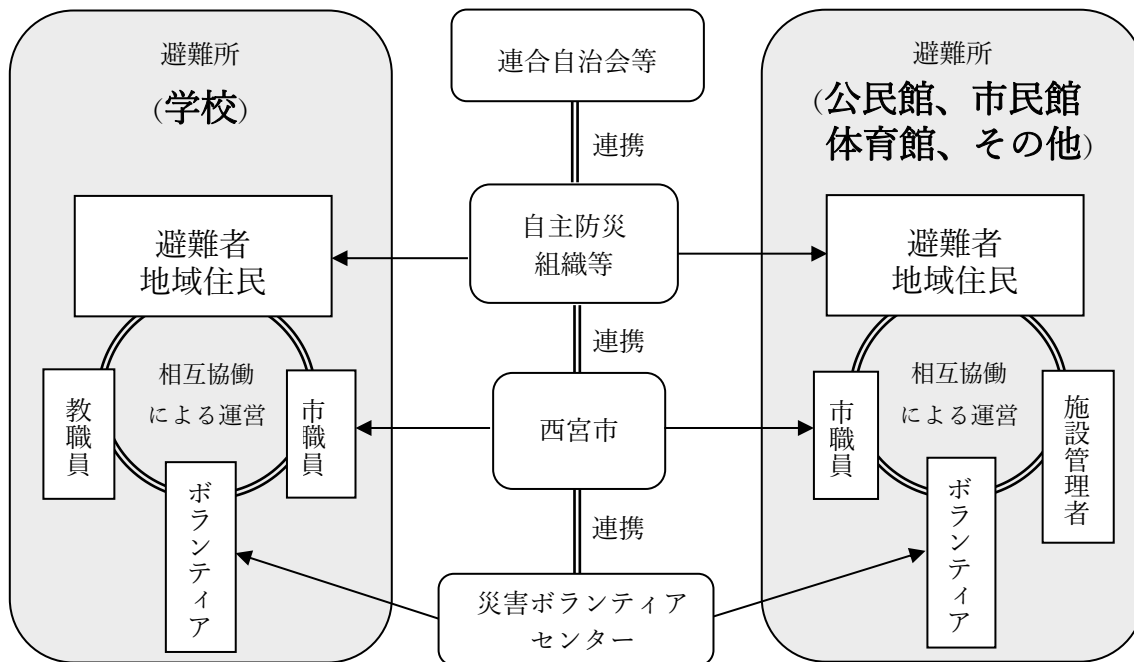 避難所
(学校)
避難者
地域住民
相互協働
による運営
教職員
市職員
ボランティア
連合自治会等
連携
自主防災
組織等
連携
西宮市
連携
災害ボランティア
センター
避難所
(公民館、市民館
体育館、その他)
避難者
地域住民
相互協働
による運営
市職員
施設管理者
ボランティア